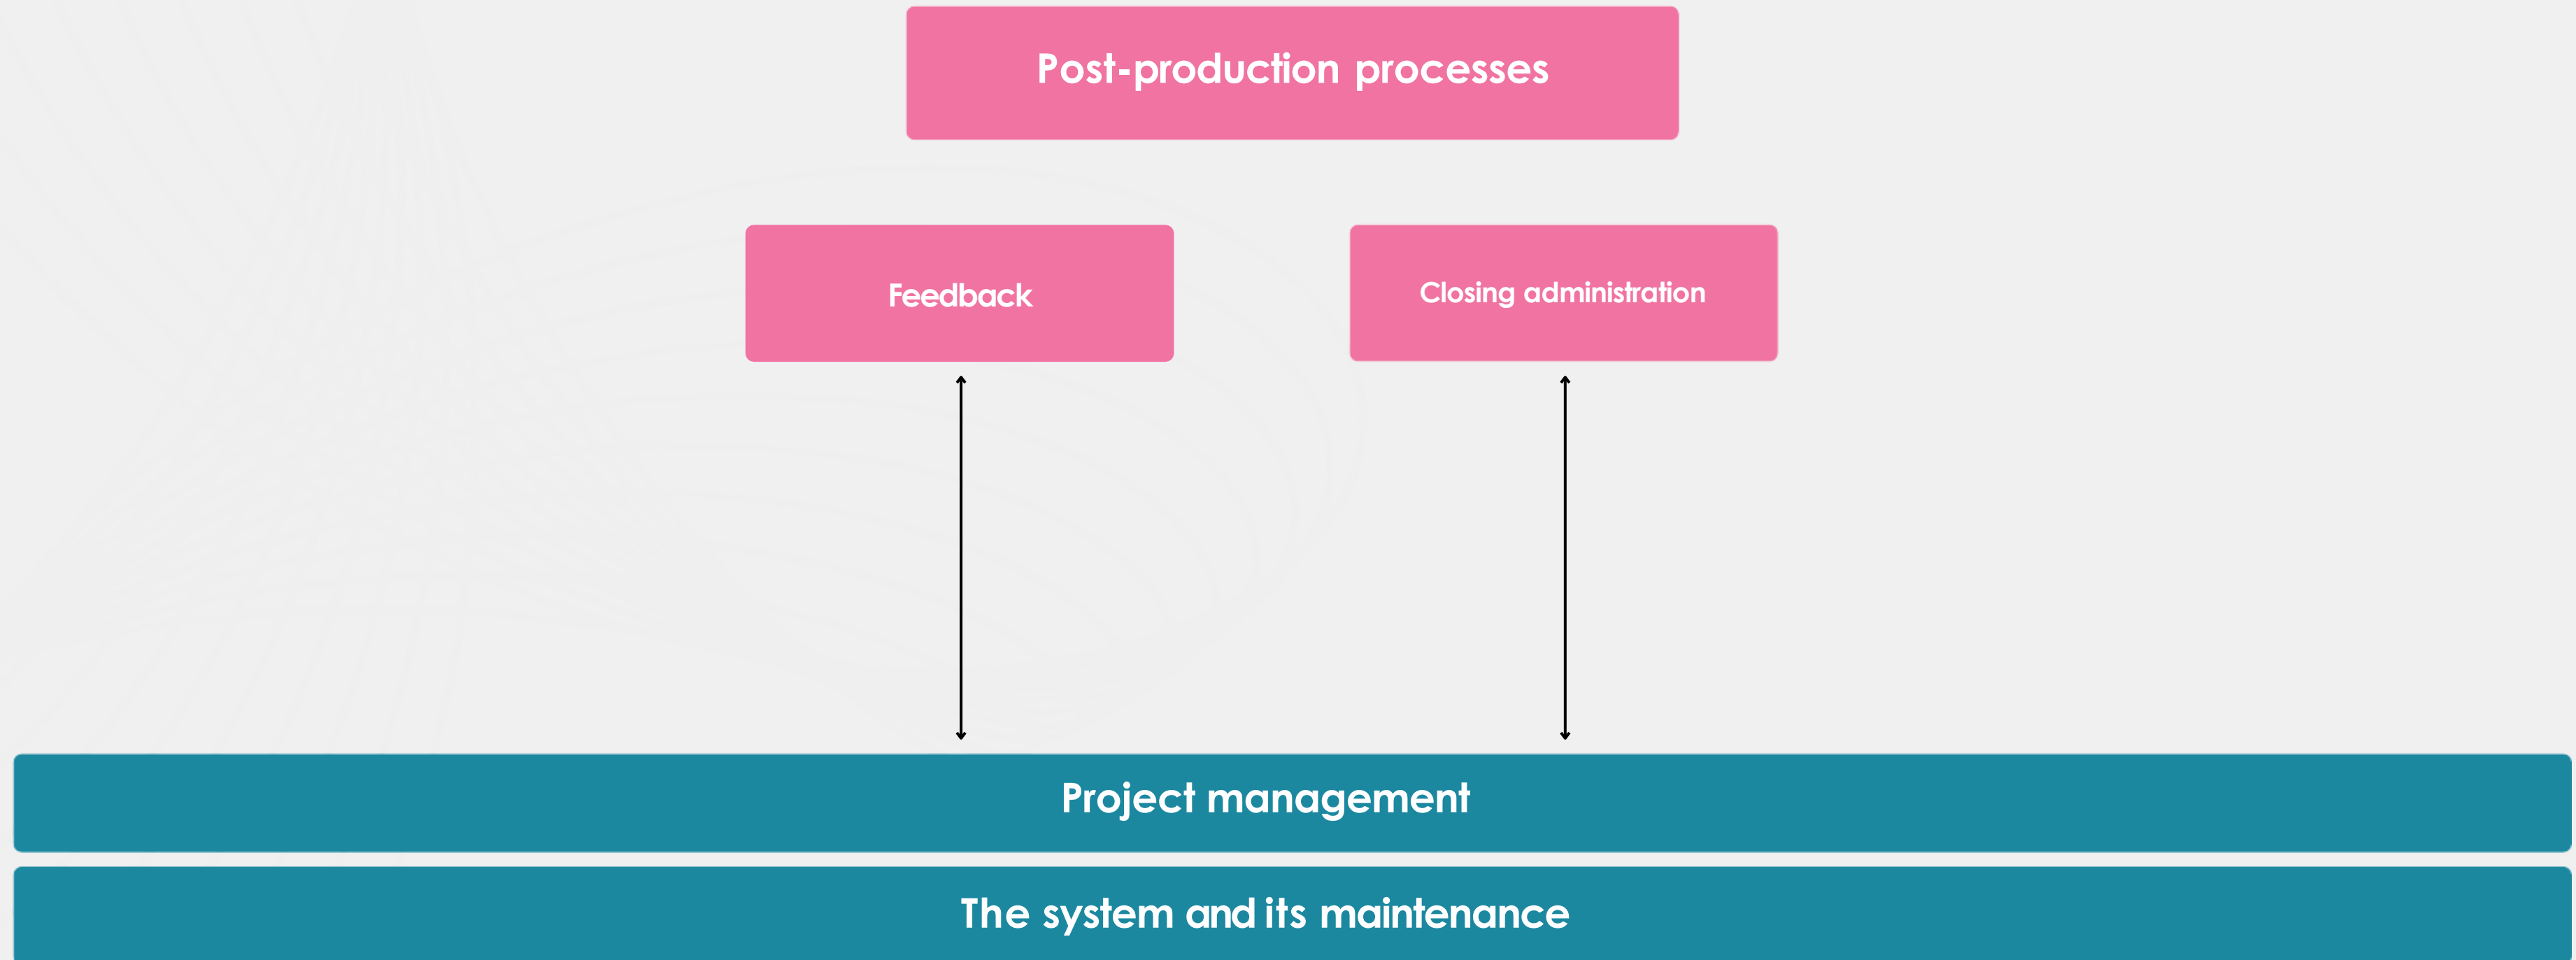 Post-production processes
Feedback
Closing administration
Project management
The system and its maintenance